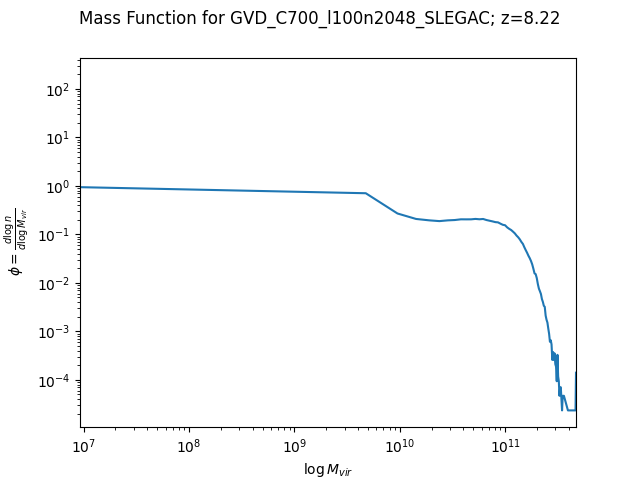 Mass Function for GVD_C700_l100n2048_SLEGAC; z=8.22
10^2
10^1
10^0
10^-1
10^-2
10^-3
10^-4
ϕ = d log n / d log M_vir
10^7 10^8 10^9 10^10 10^11
log M_vir